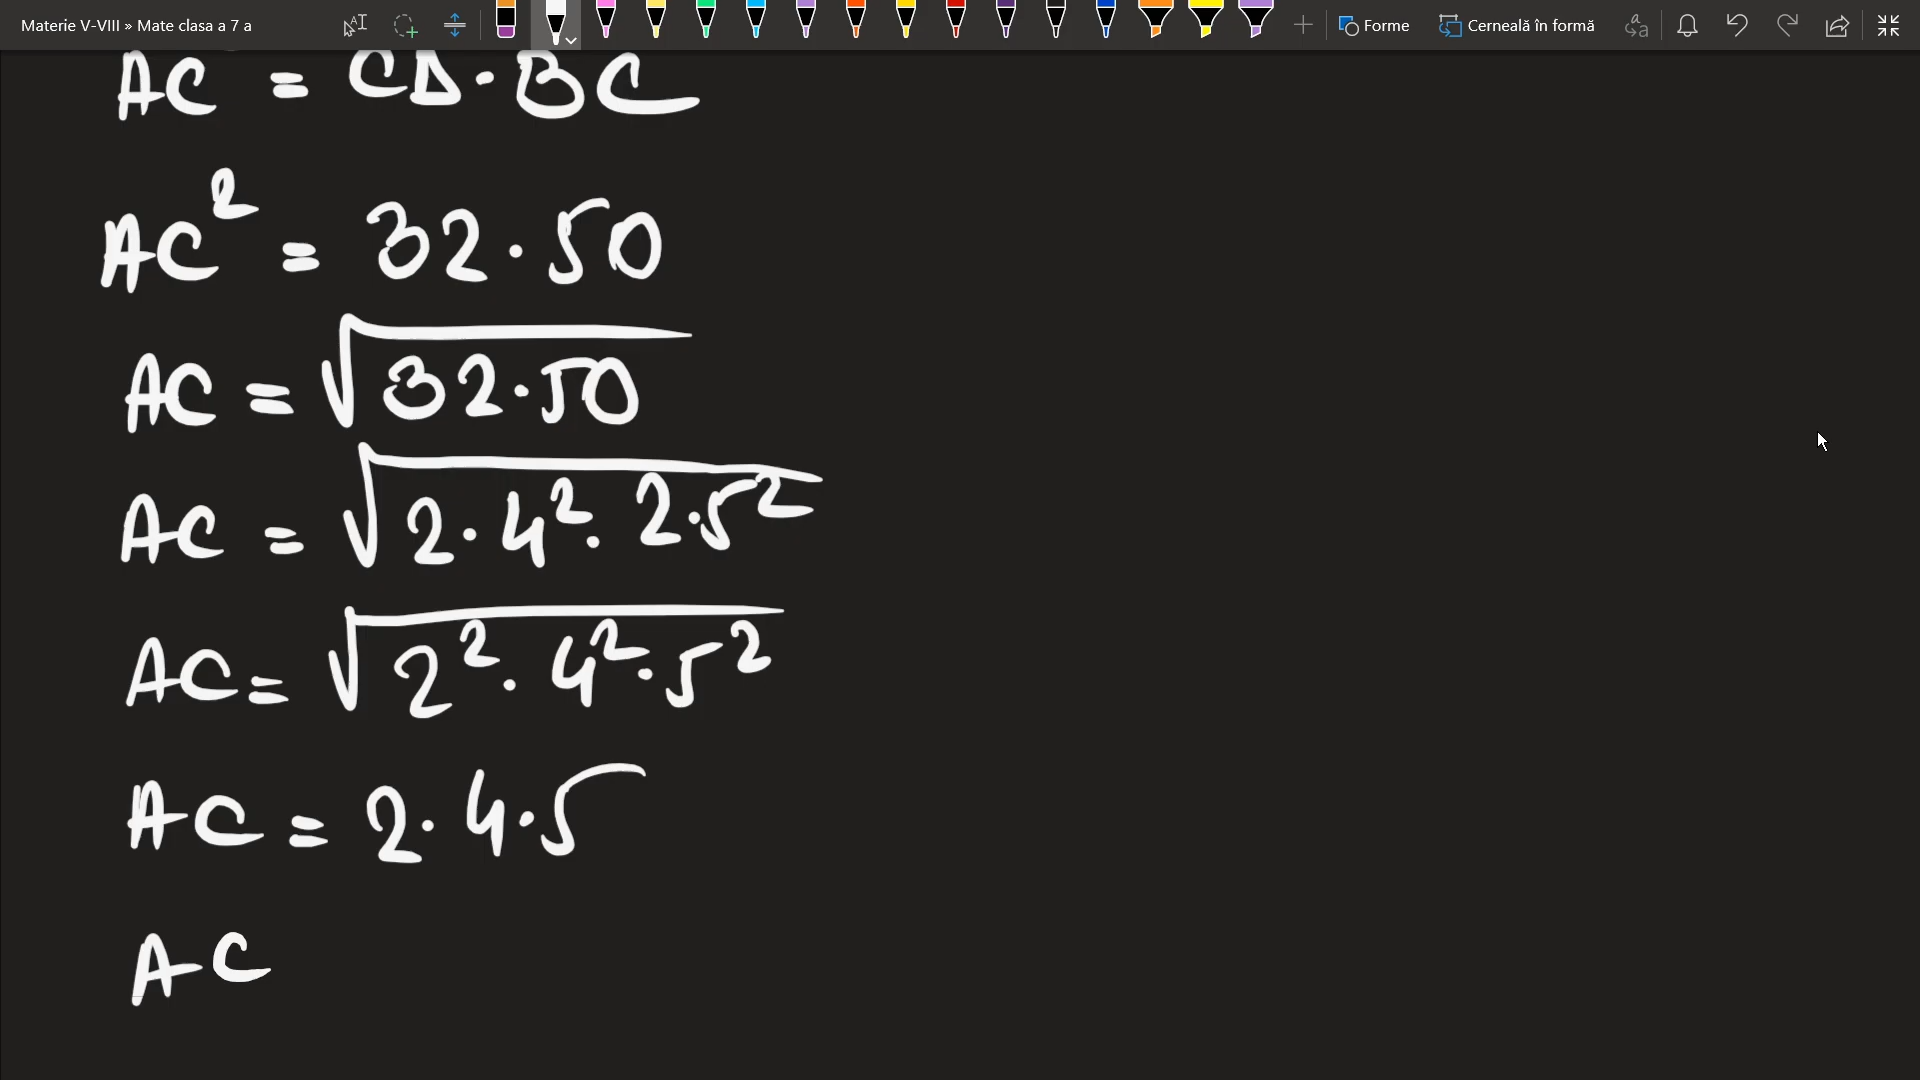 Materie V-VIII » Mate clasa a 7 a
Forme
Cerneală în formă
AC = CD·BC
AC² = 32·50
AC = √32·50
AC = √2·4²·2·5²
AC = √2²·4²·5²
AC = 2·4·5
AC